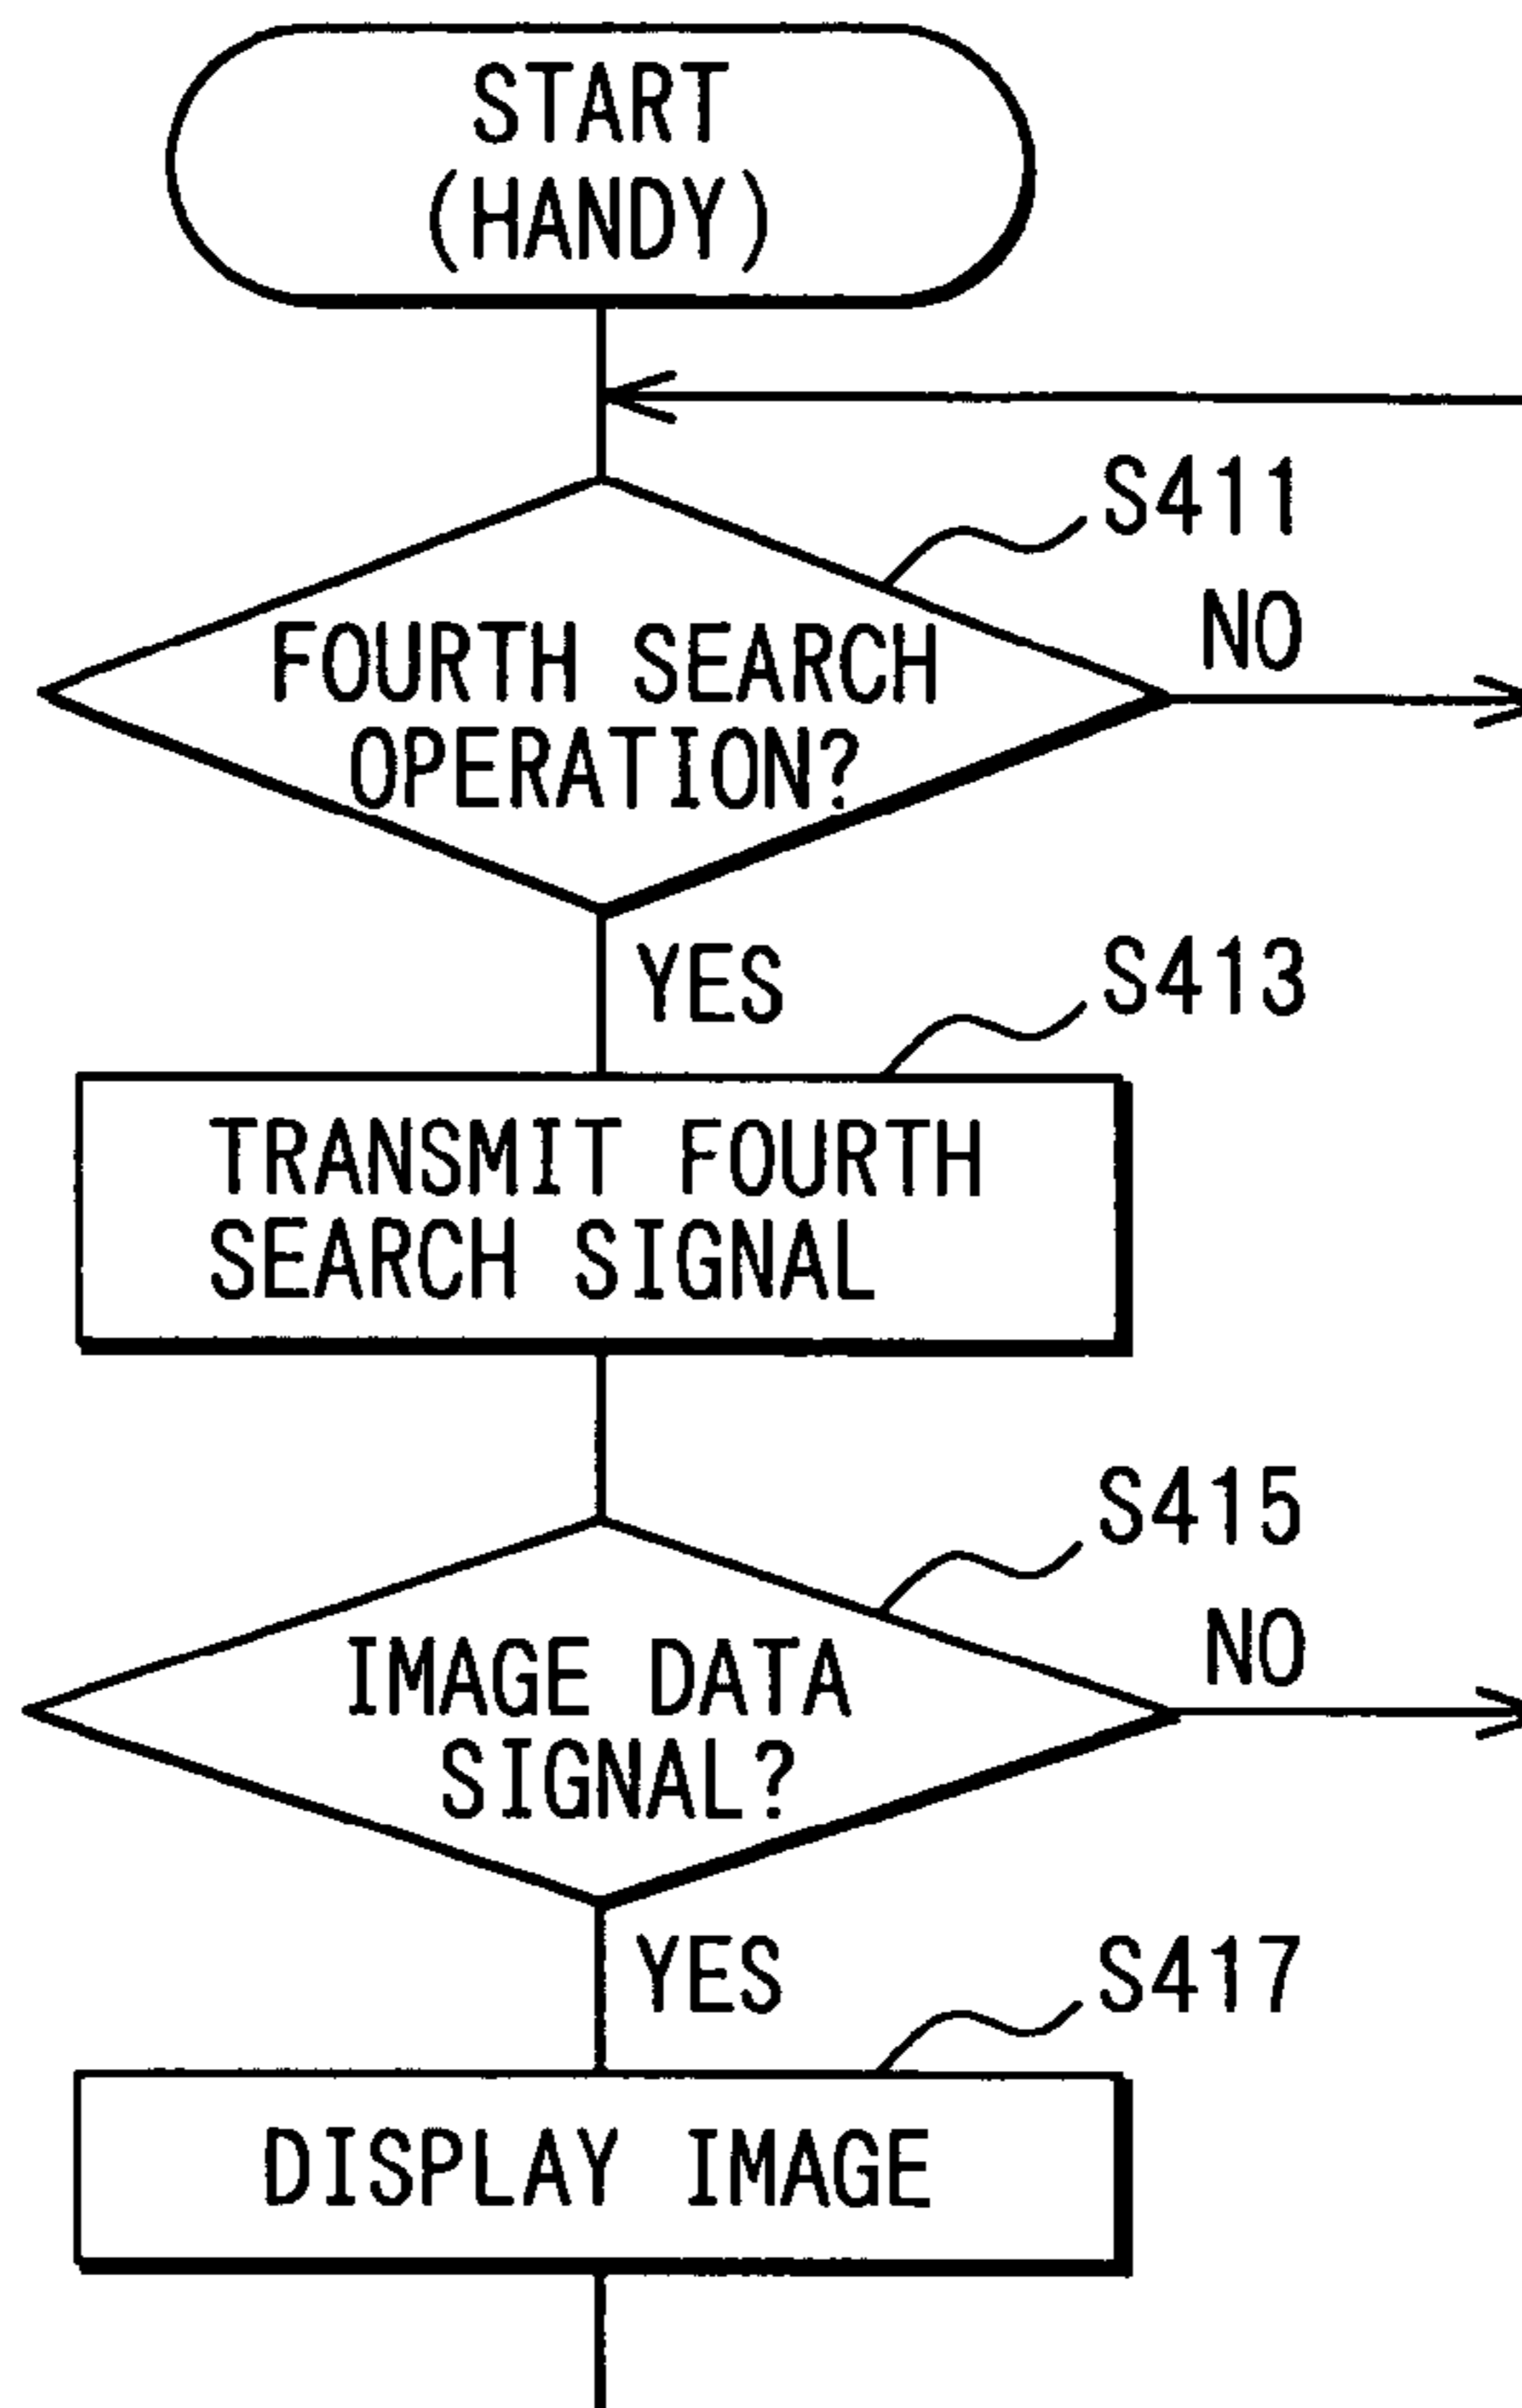 START
(HANDY)
S411
NO
FOURTH SEARCH
OPERATION?
YES
S413
TRANSMIT FOURTH
SEARCH SIGNAL
S415
NO
IMAGE DATA
SIGNAL?
YES
S417
DISPLAY IMAGE